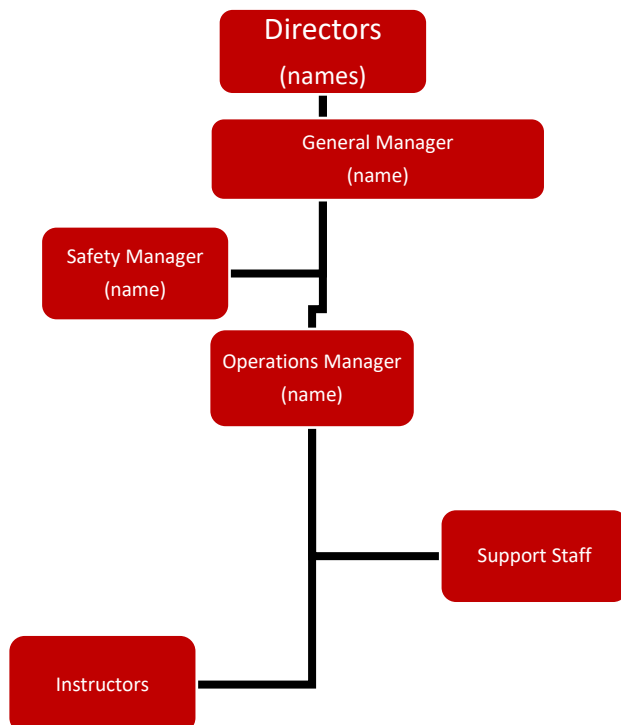 Directors
(names)
General Manager
(name)
Safety Manager
(name)
Operations Manager
(name)
Support Staff
Instructors